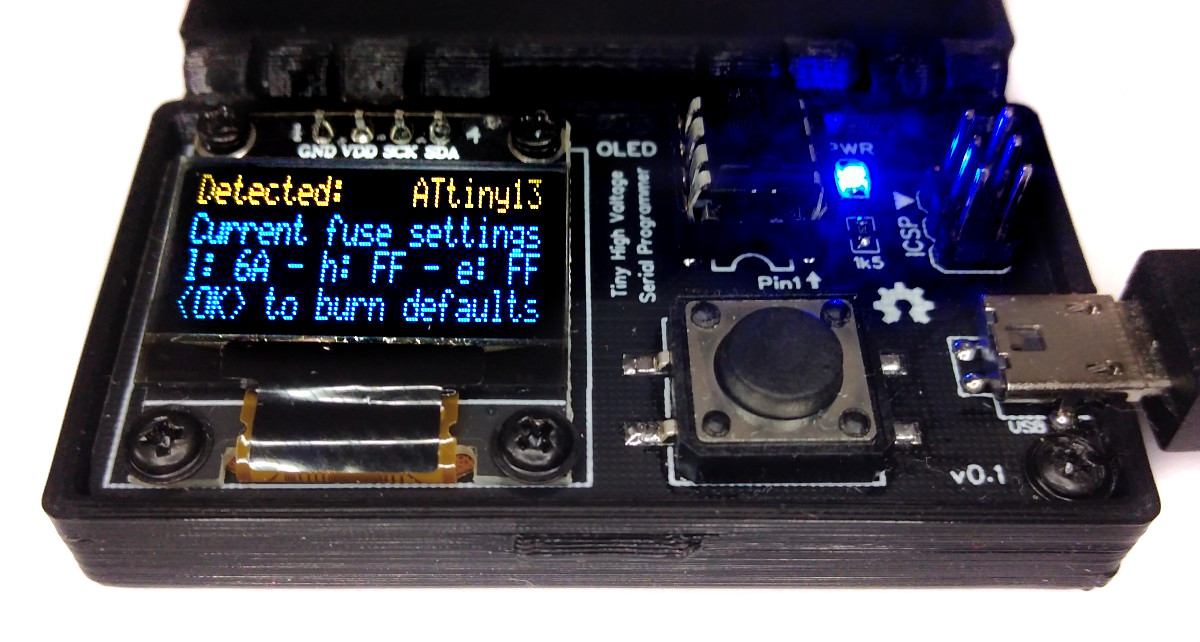 GND VDD SCK SDA
Detected: ATtiny13
Current fuse settings
l: 6A - h: FF - e: FF
<OK> to burn defaults
OLED
Tiny High Voltage
Serial Programmer
PWR
1k5
ICSP
Pin1
USB
v0.1